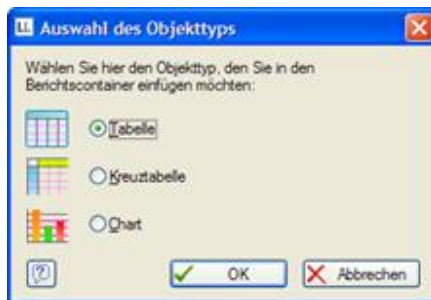 LL Auswahl des Objekttyps
Wählen Sie hier den Objekttyp, den Sie in den
Berichtscontainer einfügen möchten:
Tabelle
Kreuztabelle
Chart
? OK Abbrechen